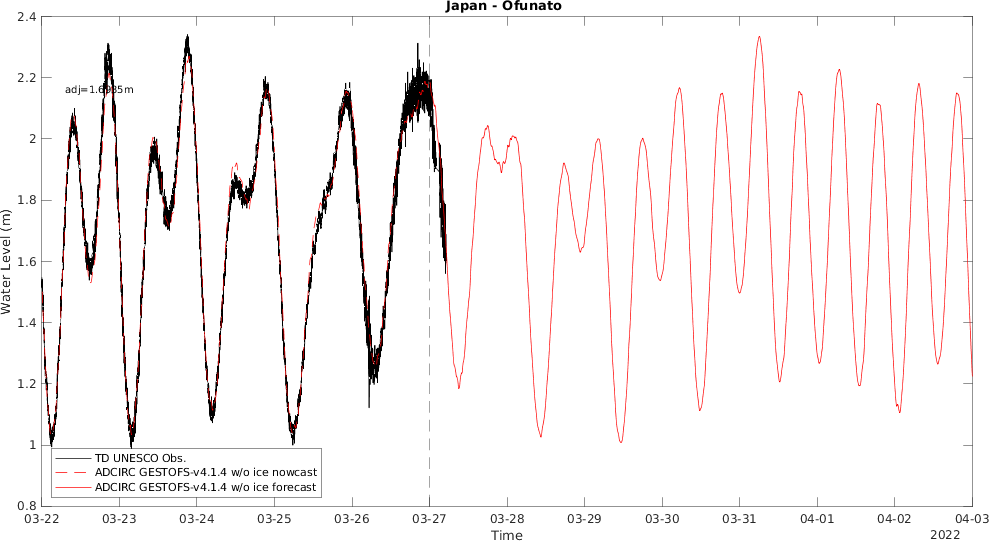 Japan - Ofunato
2.4
2.2
2
1.8
1.6
1.4
1.2
1
0.8
Water Level (m)
adj=1.6935m
TD UNESCO Obs.
ADCIRC GESTOFS-v4.1.4 w/o ice nowcast
ADCIRC GESTOFS-v4.1.4 w/o ice forecast
03-22 03-23 03-24 03-25 03-26 03-27 03-28 03-29 03-30 03-31 04-01 04-02 04-03
Time
2022